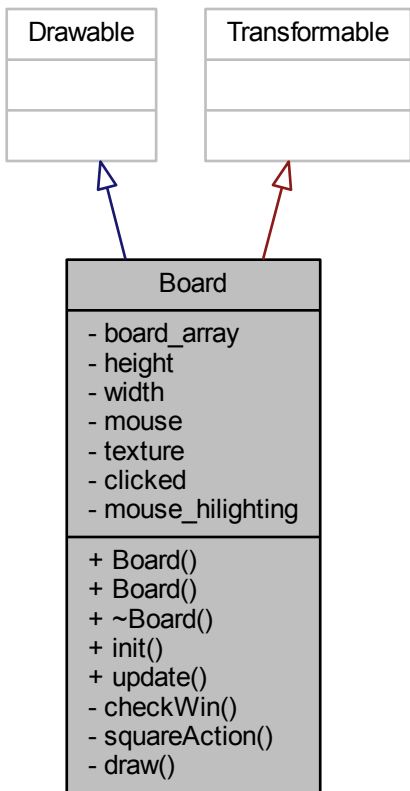 Drawable
Transformable
Board
- board_array
- height
- width
- mouse
- texture
- clicked
- mouse_hilighting
+ Board()
+ Board()
+ ~Board()
+ init()
+ update()
- checkWin()
- squareAction()
- draw()